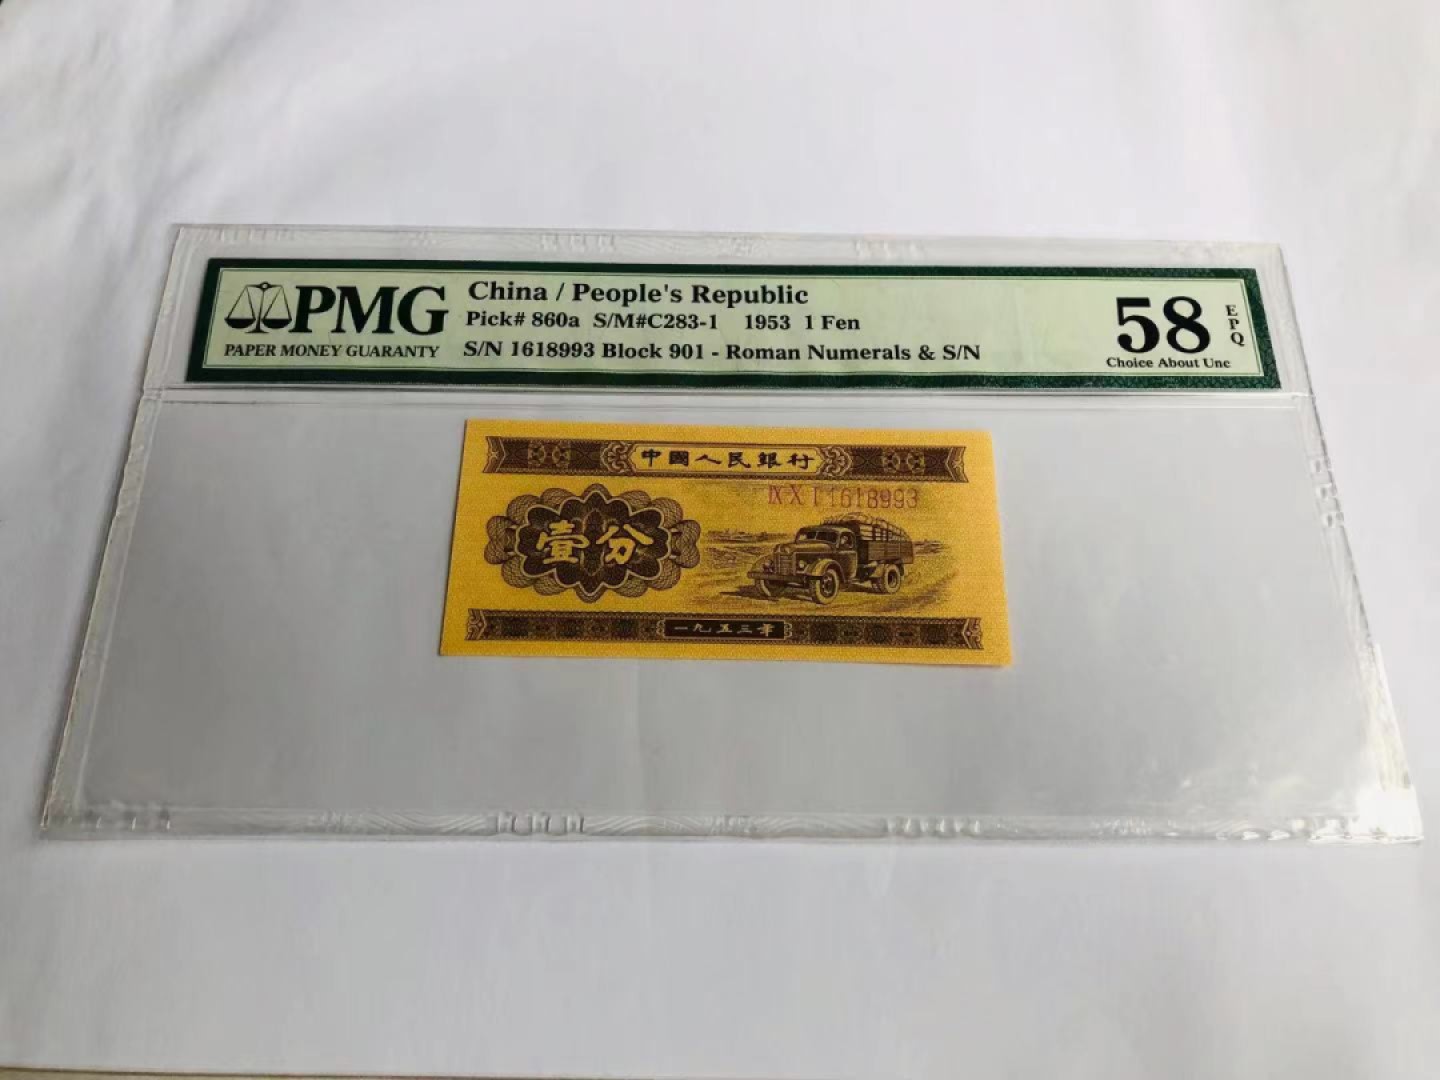 PMG
PAPER MONEY GUARANTY
China / People's Republic
Pick# 860a S/M#C283-1 1953 1 Fen
S/N 1618993 Block 901 - Roman Numerals & S/N
58
EPQ
Choice About Unc
中國人民銀行
IX X I 1618993
壹分
一九五三年